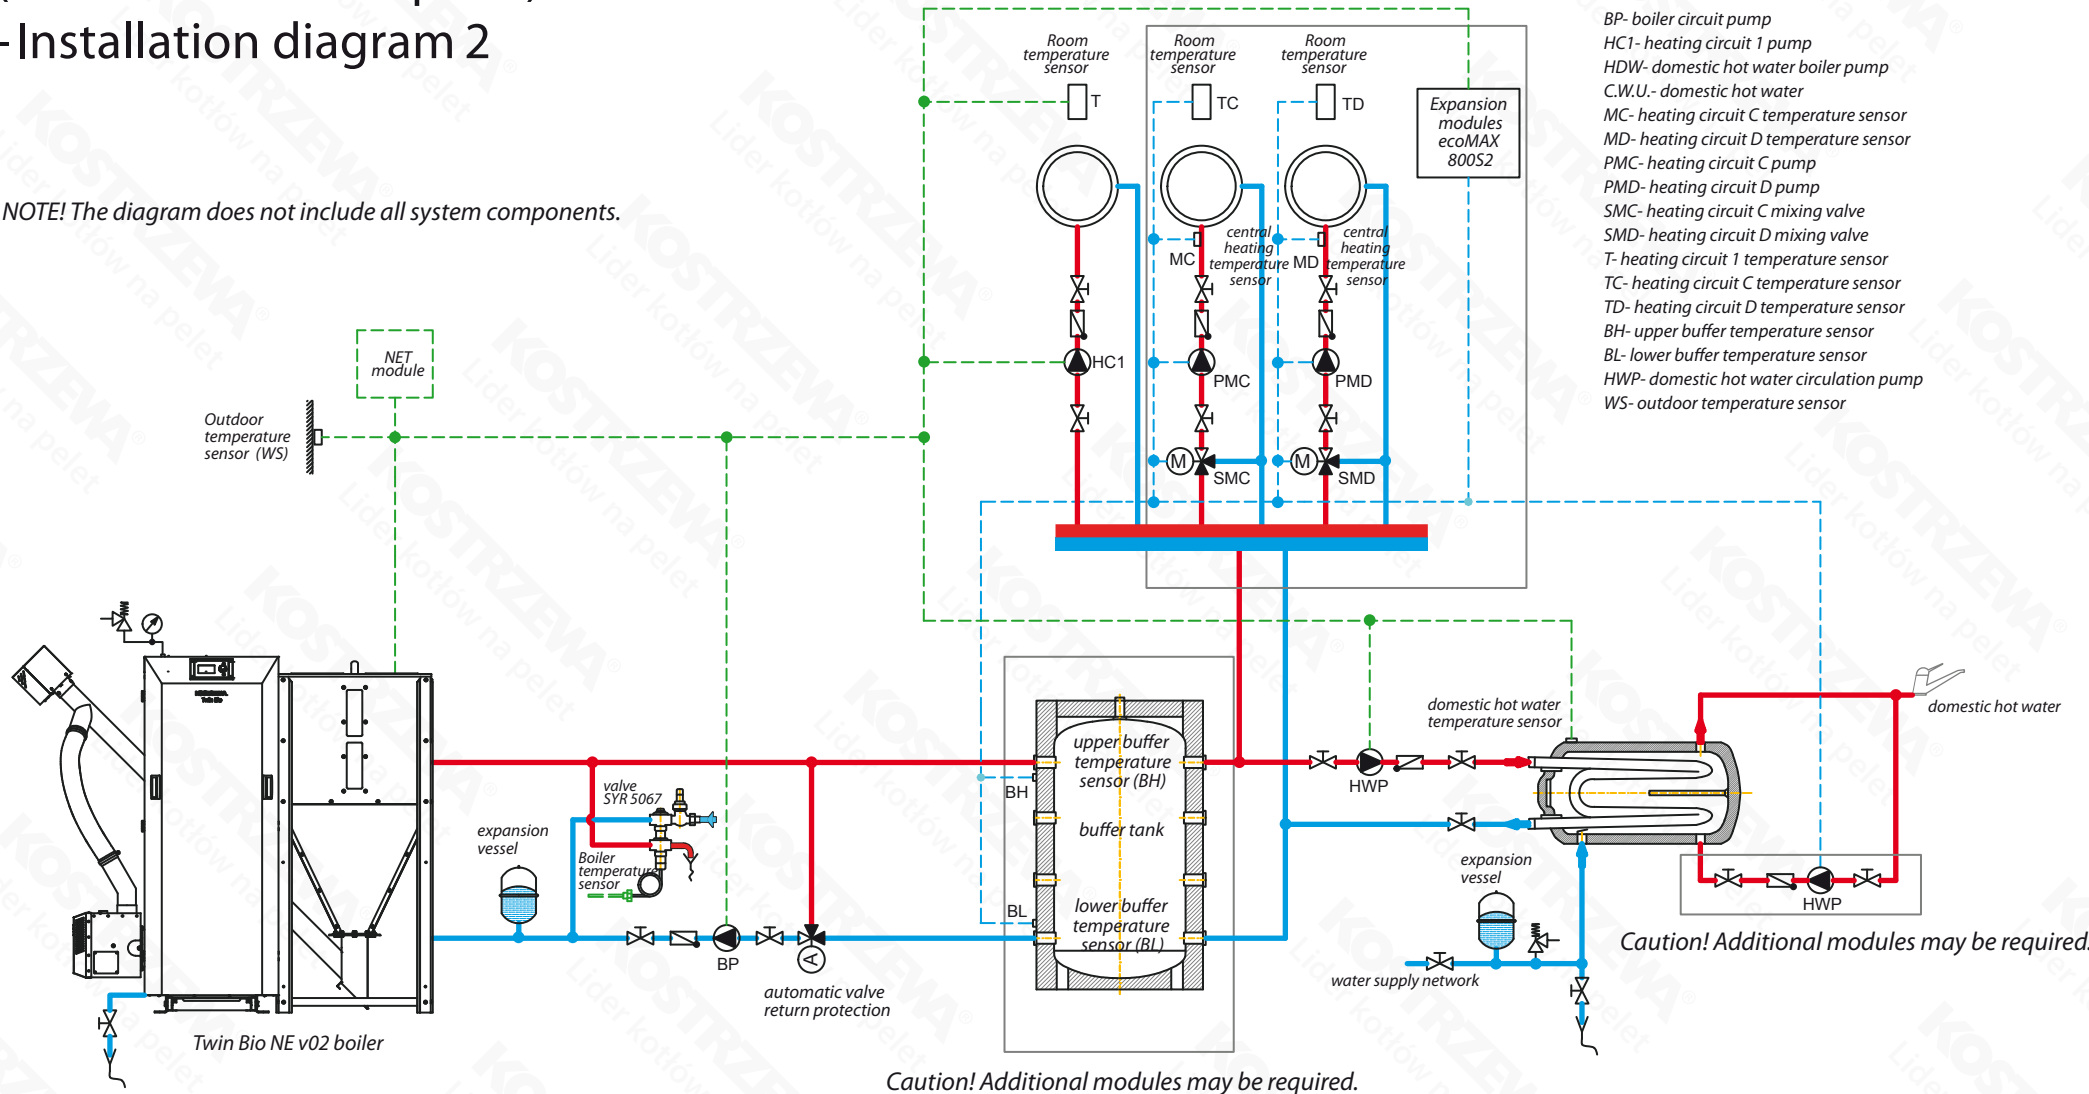 - Installation diagram 2
NOTE! The diagram does not include all system components.
BP- boiler circuit pump
HC1- heating circuit 1 pump
HDW- domestic hot water boiler pump
C.W.U.- domestic hot water
MC- heating circuit C temperature sensor
MD- heating circuit D temperature sensor
PMC- heating circuit C pump
PMD- heating circuit D pump
SMC- heating circuit C mixing valve
SMD- heating circuit D mixing valve
T- heating circuit 1 temperature sensor
TC- heating circuit C temperature sensor
TD- heating circuit D temperature sensor
BH- upper buffer temperature sensor
BL- lower buffer temperature sensor
HWP- domestic hot water circulation pump
WS- outdoor temperature sensor
Room
temperature
sensor
T
Room
temperature
sensor
TC
Room
temperature
sensor
TD
Expansion
modules
ecoMAX
800S2
MC
central
heating
temperature
sensor
MD
central
heating
temperature
sensor
HC1
PMC
PMD
M
SMC
M
SMD
NET
module
Outdoor
temperature
sensor (WS)
Twin Bio NE v02 boiler
expansion
vessel
valve
SYR 5067
Boiler
temperature
sensor
BP
A
automatic valve
return protection
BH
BL
upper buffer
temperature
sensor (BH)
buffer tank
lower buffer
temperature
sensor (BL)
Caution! Additional modules may be required.
HWP
domestic hot water
temperature sensor
domestic hot water
expansion
vessel
water supply network
HWP
Caution! Additional modules may be required.
KOSTRZEWA®
Lider kotłów na pelet